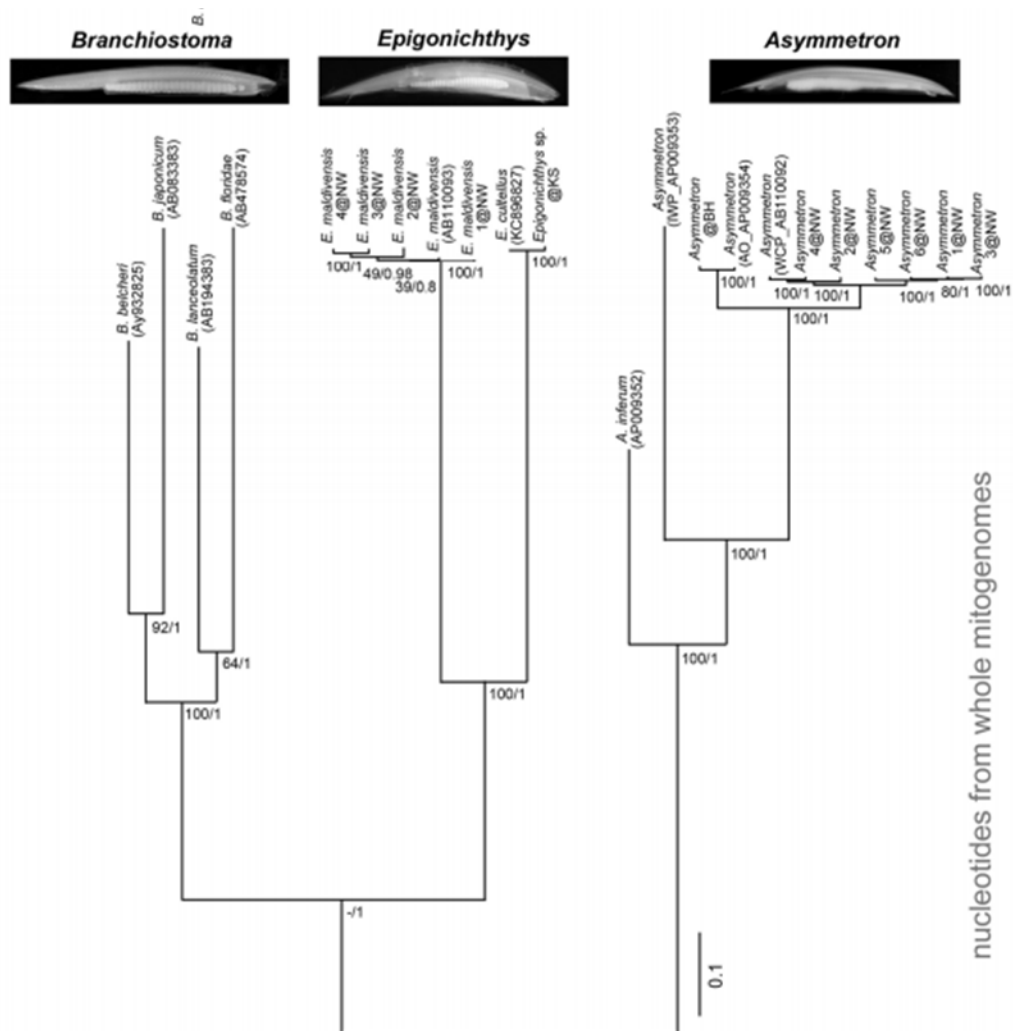 B.
Branchiostoma
Epigonichthys
Asymmetron
B. belcheri
(Ay932825)
B. japonicum
(AB083383)
B. lanceolatum
(AB194383)
B. floridae
(AB478574)
E. maldivensis
4@NW
E. maldivensis
3@NW
E. maldivensis
2@NW
E. maldivensis
(AB110093)
E. maldivensis
1@NW
E. cultellus
(KC896827)
Epigonichthys sp.
@KS
A. inferum
(AP009352)
Asymmetron
(IWP_AP009353)
Asymmetron
@BH
Asymmetron
(AO_AP009354)
Asymmetron
(WCP_AB110092)
Asymmetron
4@NW
Asymmetron
2@NW
Asymmetron
5@NW
Asymmetron
6@NW
Asymmetron
1@NW
Asymmetron
3@NW
100/1
49/0.98
39/0.8
100/1
100/1
100/1
100/1
100/1
100/1
80/1
100/1
100/1
100/1
92/1
64/1
100/1
100/1
100/1
-/1
0.1
nucleotides from whole mitogenomes